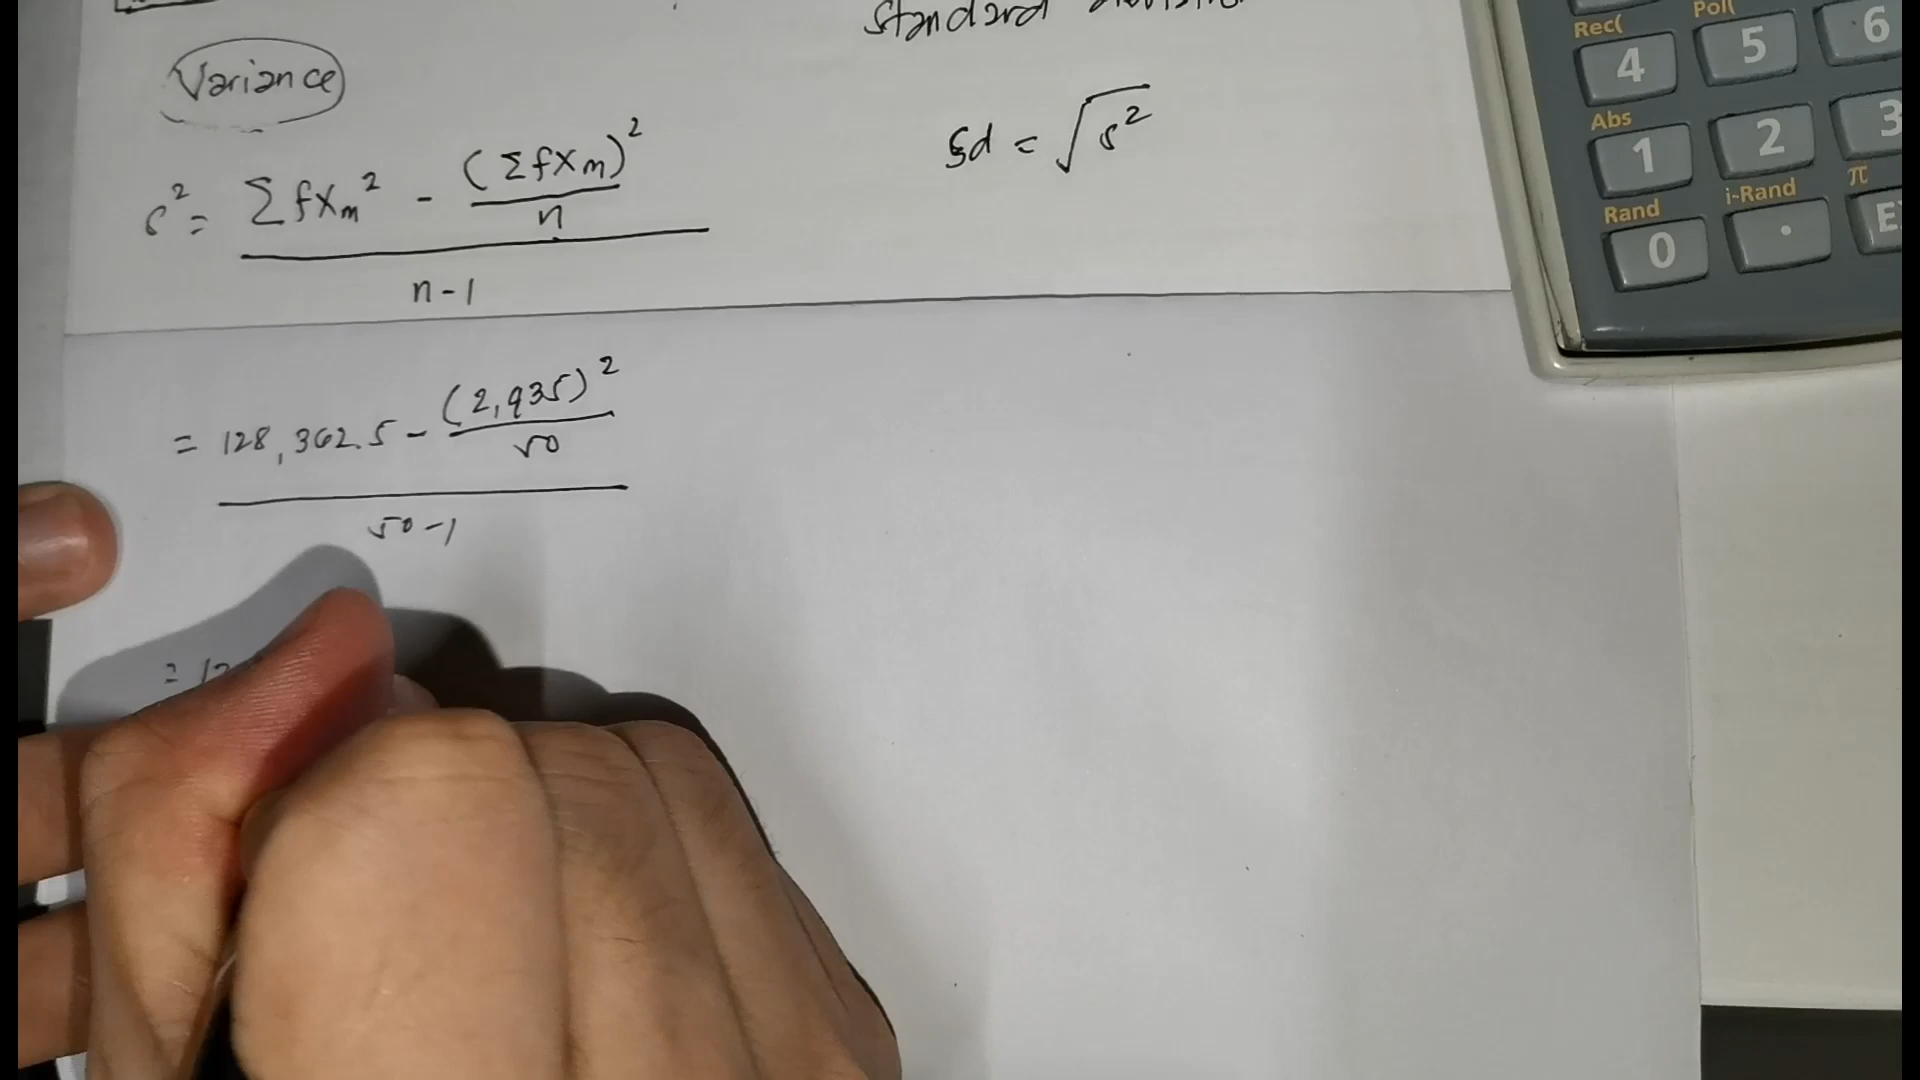 Standard
Variance
s² = Σfxₘ² - (Σfxₘ)² / n
n-1
Sd = √s²
= 128,362.5 - (2,935)² / 50
50-1
=
Rec( Pol(
4 5 6
Abs
1 2 3
Rand i-Rand π
0 .